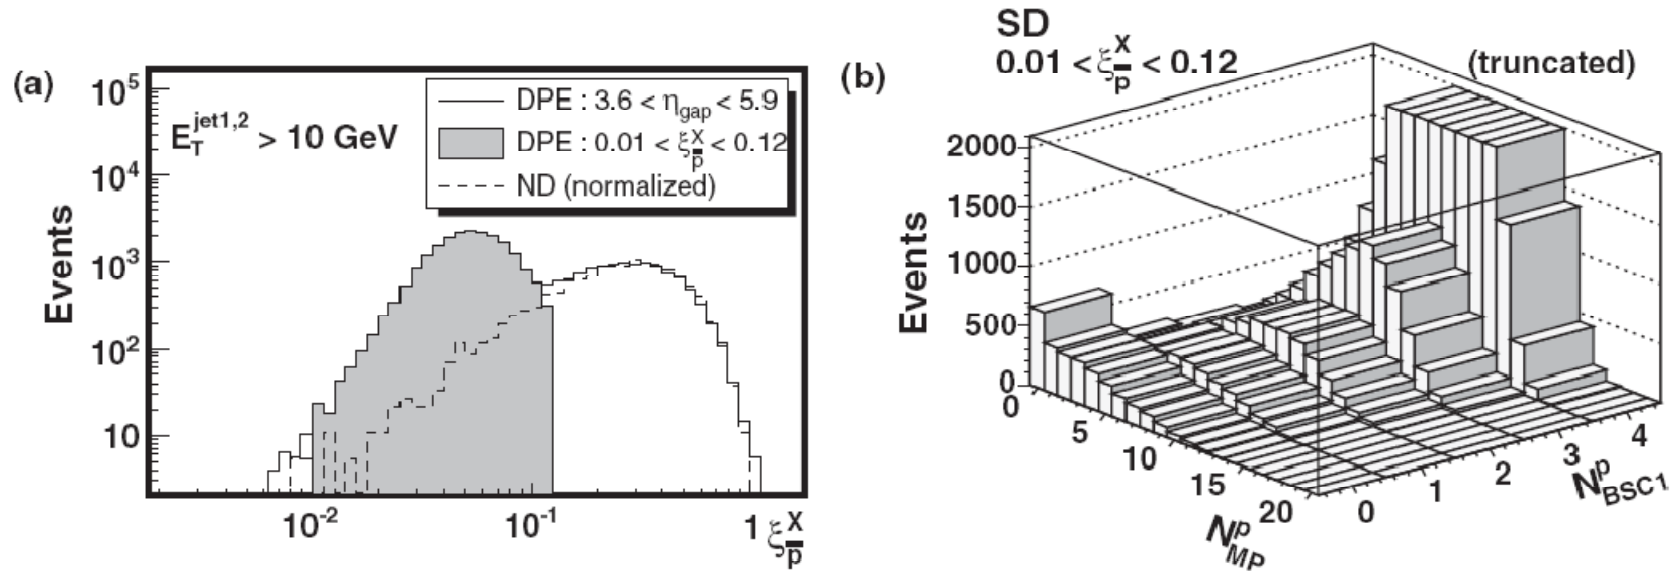 (a)
10^5
10^4
10^3
10^2
10
Events
E_T^{jet1,2} > 10 GeV
DPE : 3.6 < η_gap < 5.9
DPE : 0.01 < ξ_p̅^X < 0.12
ND (normalized)
10^-2
10^-1
1
ξ_p̅^X
(b)
SD
0.01 < ξ_p̅^X < 0.12
(truncated)
2000
1500
1000
500
0
Events
0
5
10
15
20
N_MP^p
0
1
2
3
4
N_BSC1^p